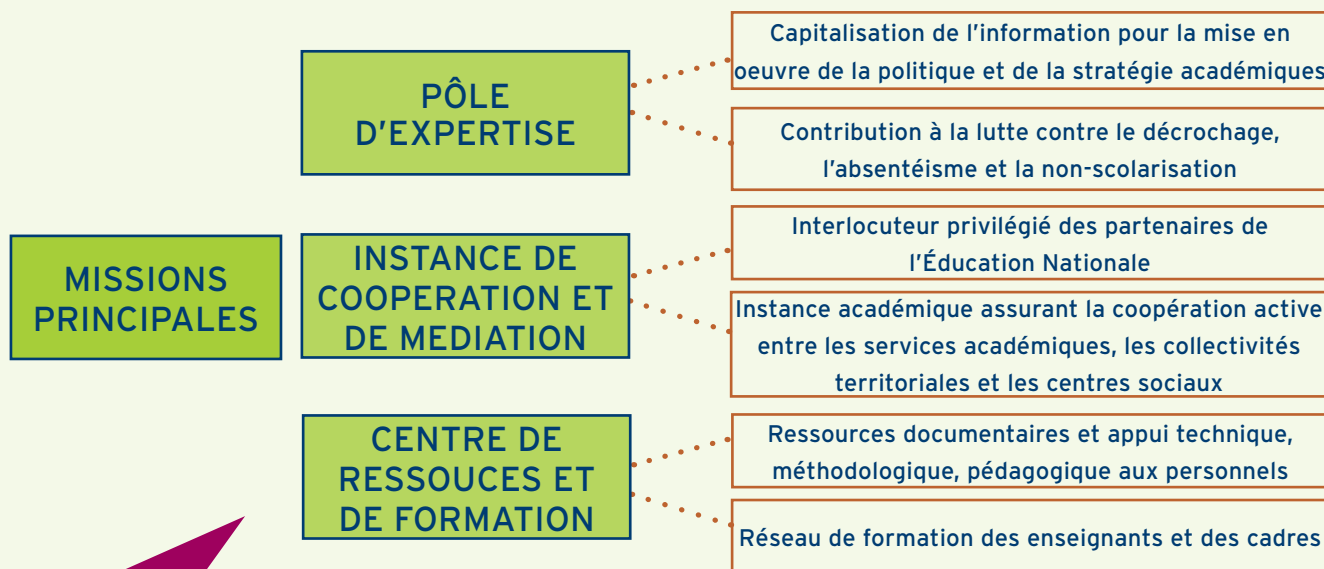 MISSIONS
PRINCIPALES
PÔLE
D'EXPERTISE
Capitalisation de l'information pour la mise en
oeuvre de la politique et de la stratégie académiques
Contribution à la lutte contre le décrochage,
l'absentéisme et la non-scolarisation
INSTANCE DE
COOPERATION ET
DE MEDIATION
Interlocuteur privilégié des partenaires de
l'Éducation Nationale
Instance académique assurant la coopération active
entre les services académiques, les collectivités
territoriales et les centres sociaux
CENTRE DE
RESSOUCES ET
DE FORMATION
Ressources documentaires et appui technique,
méthodologique, pédagogique aux personnels
Réseau de formation des enseignants et des cadres